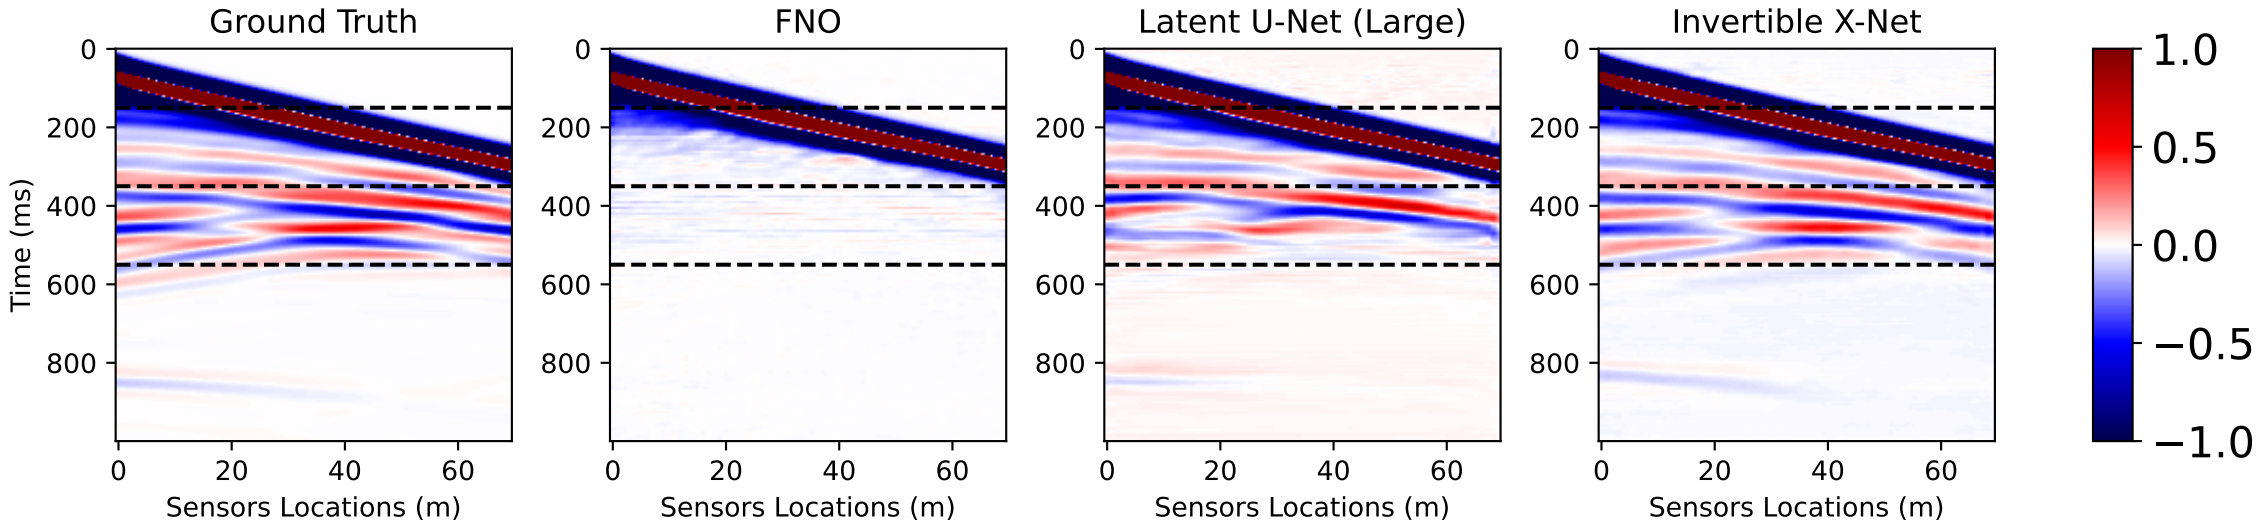 Ground Truth
FNO
Latent U-Net (Large)
Invertible X-Net
0
200
400
600
800
Time (ms)
0 20 40 60
Sensors Locations (m)
0
200
400
600
800
0 20 40 60
Sensors Locations (m)
0
200
400
600
800
0 20 40 60
Sensors Locations (m)
0
200
400
600
800
0 20 40 60
Sensors Locations (m)
1.0
0.5
0.0
−0.5
−1.0